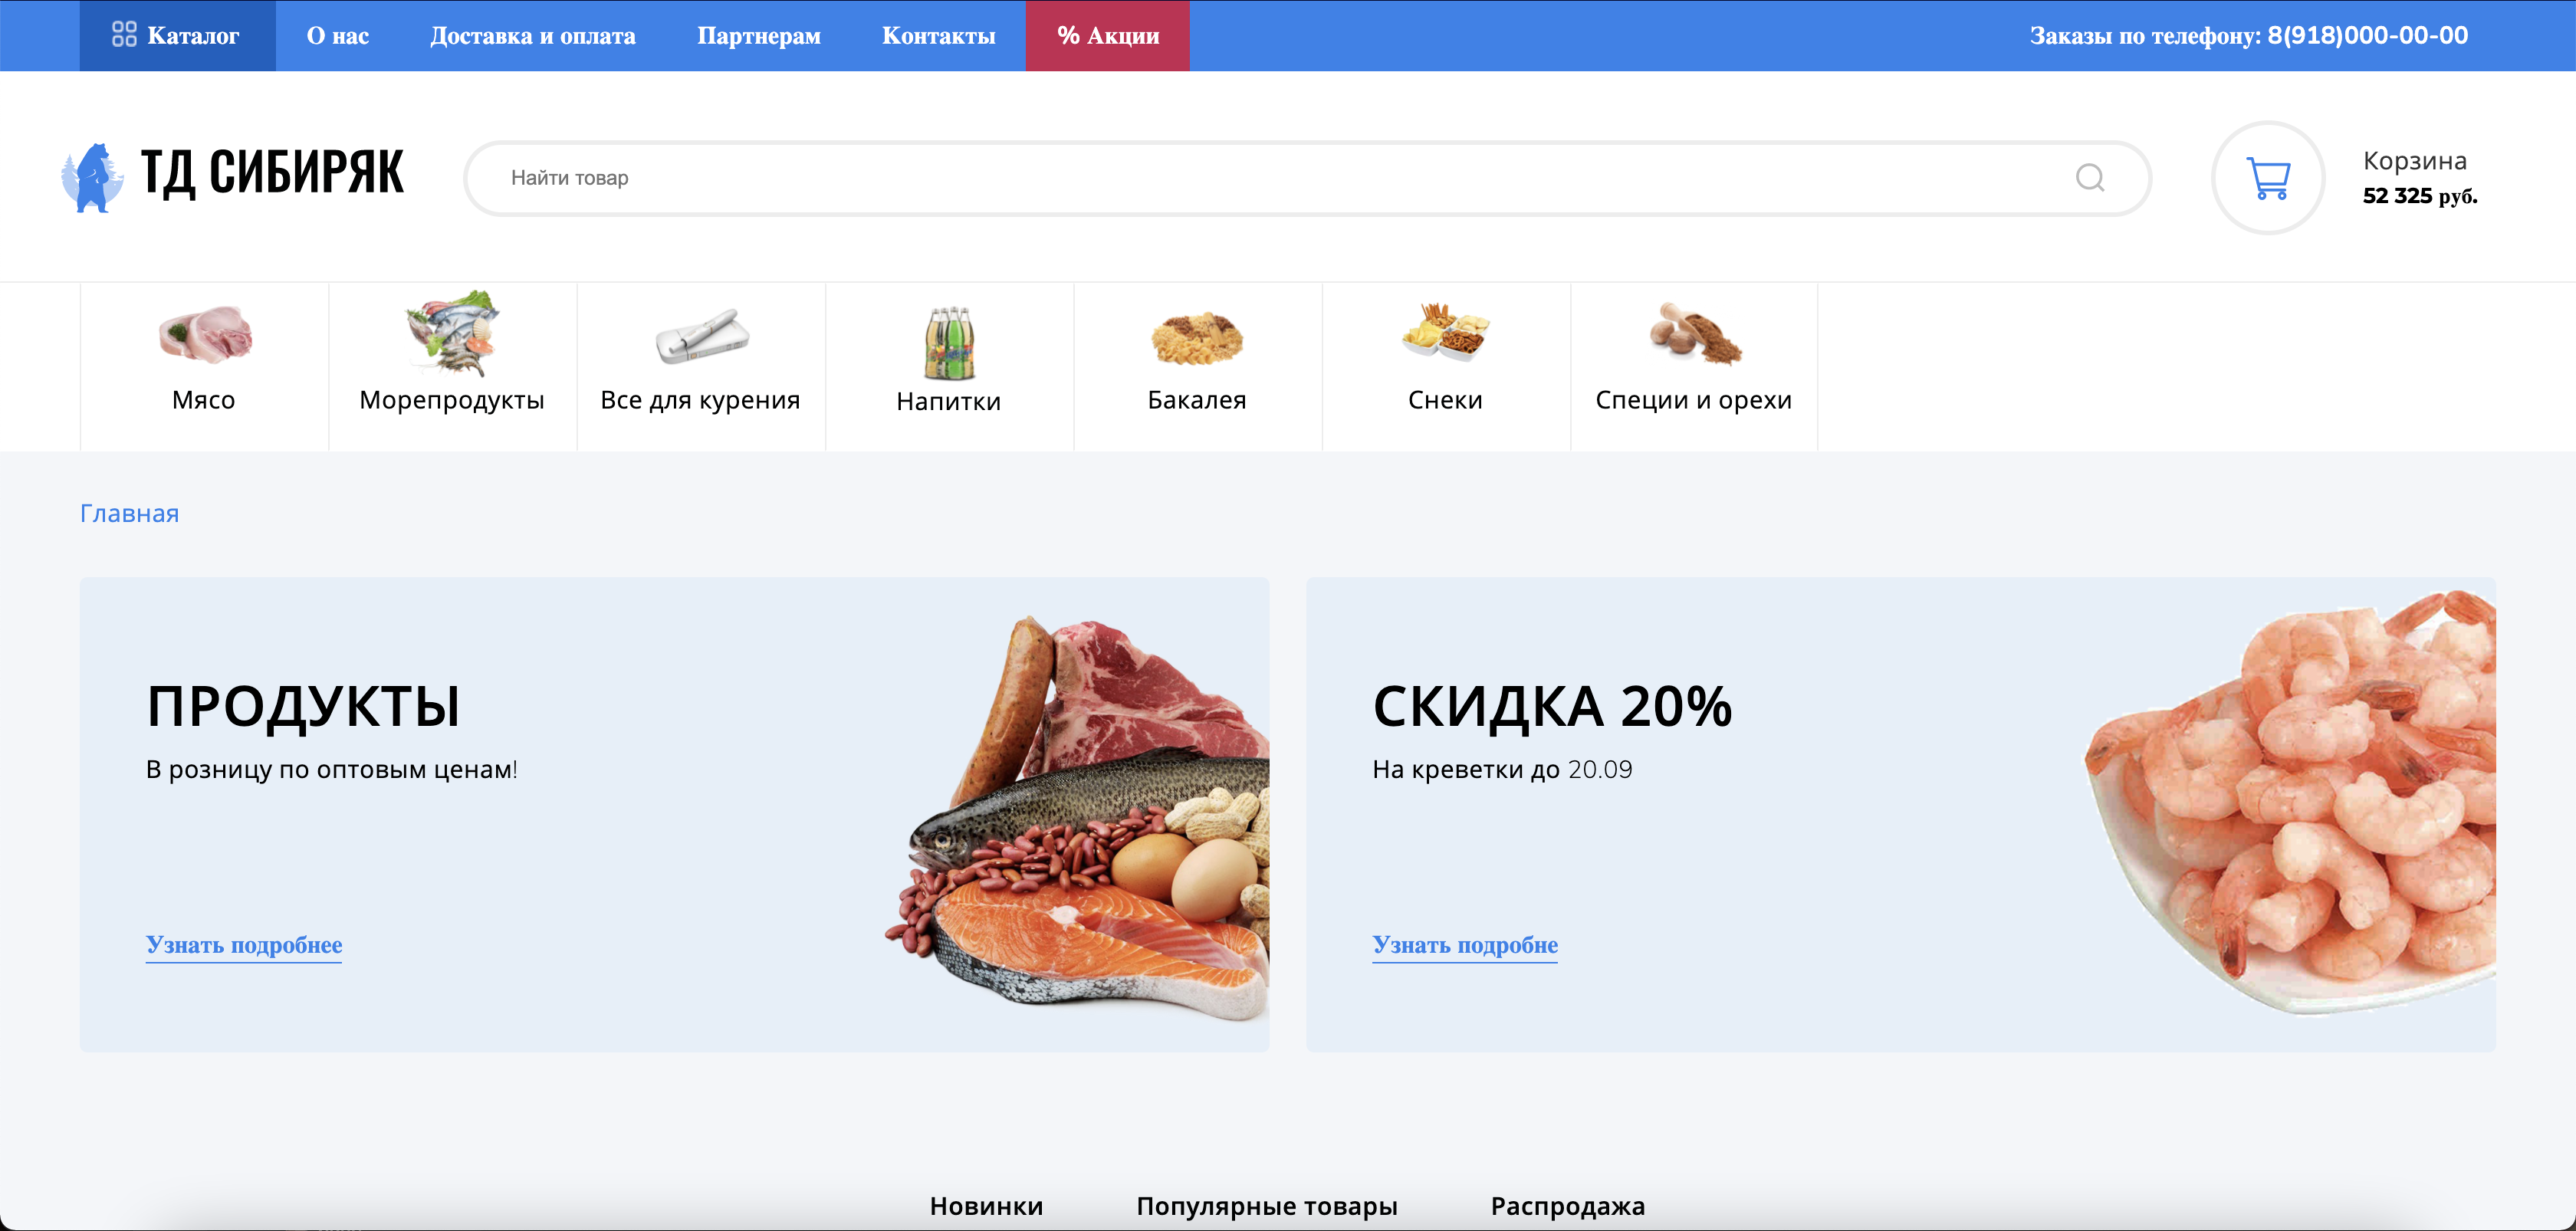 Каталог О нас Доставка и оплата Партнерам Контакты % Акции Заказы по телефону: 8(918)000-00-00
ТД СИБИРЯК
Найти товар
Корзина
52 325 руб.
Мясо Морепродукты Все для курения Напитки Бакалея Снеки Специи и орехи
Главная
ПРОДУКТЫ
В розницу по оптовым ценам!
Узнать подробнее
СКИДКА 20%
На креветки до 20.09
Узнать подробне
Новинки Популярные товары Распродажа